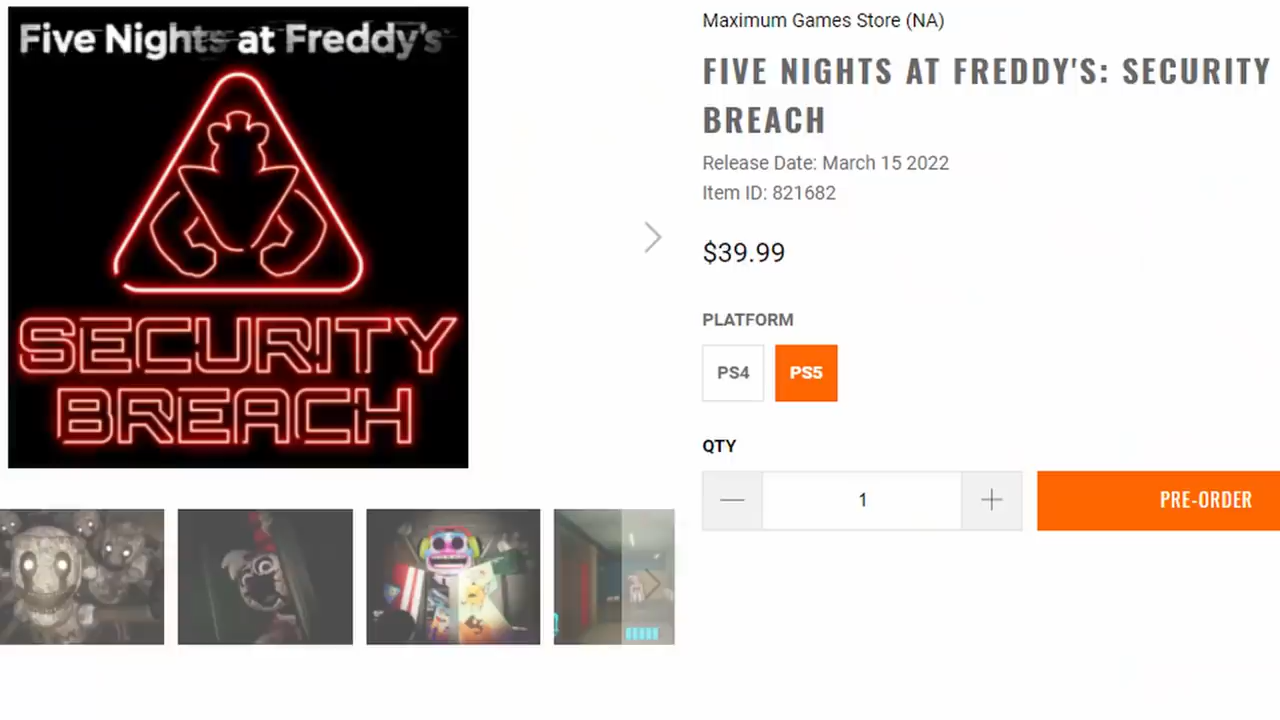 Five Nights at Freddy's
SECURITY
BREACH
Maximum Games Store (NA)
FIVE NIGHTS AT FREDDY'S: SECURITY
BREACH
Release Date: March 15 2022
Item ID: 821682
$39.99
PLATFORM
PS4
PS5
QTY
1
PRE-ORDER